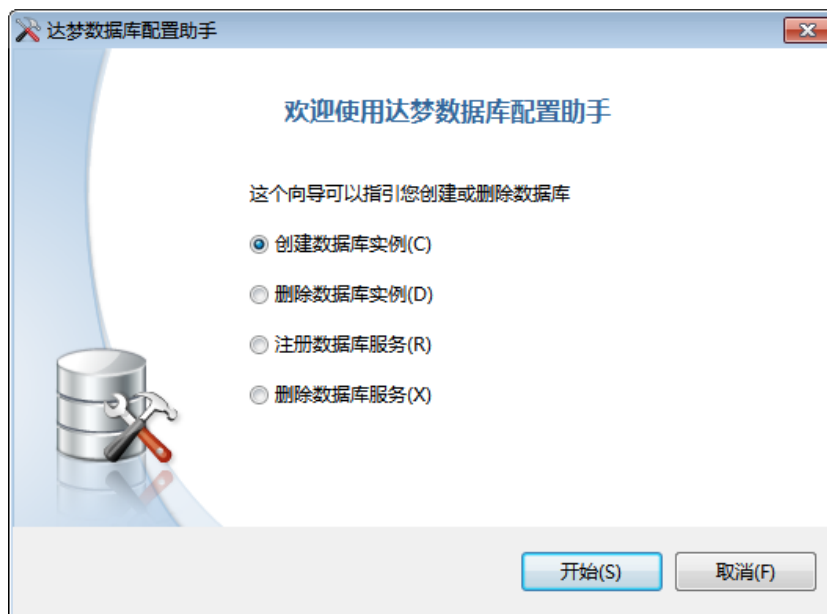 达梦数据库配置助手
欢迎使用达梦数据库配置助手
这个向导可以指引您创建或删除数据库
创建数据库实例(C)
删除数据库实例(D)
注册数据库服务(R)
删除数据库服务(X)
开始(S)
取消(F)